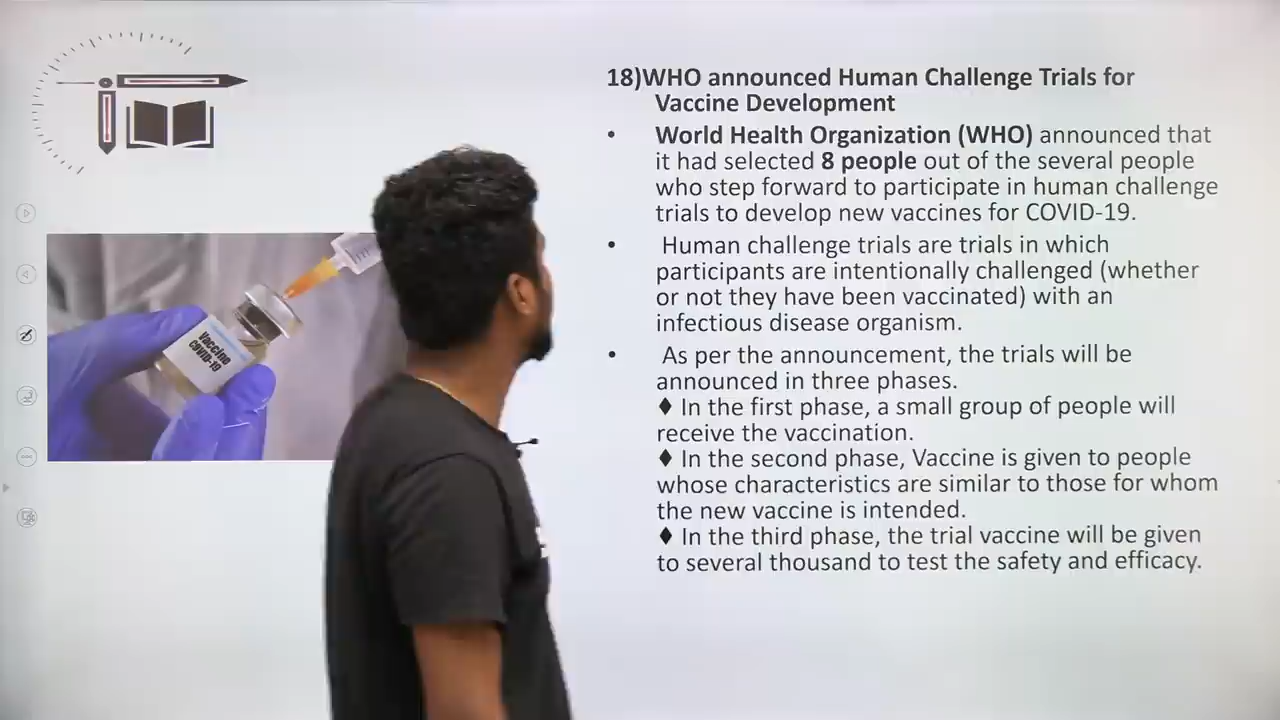 18)WHO announced Human Challenge Trials for
Vaccine Development
• World Health Organization (WHO) announced that
it had selected 8 people out of the several people
who step forward to participate in human challenge
trials to develop new vaccines for COVID-19.
• Human challenge trials are trials in which
participants are intentionally challenged (whether
or not they have been vaccinated) with an
infectious disease organism.
• As per the announcement, the trials will be
announced in three phases.
♦ In the first phase, a small group of people will
receive the vaccination.
♦ In the second phase, Vaccine is given to people
whose characteristics are similar to those for whom
the new vaccine is intended.
♦ In the third phase, the trial vaccine will be given
to several thousand to test the safety and efficacy.
Vaccine
COVID-19